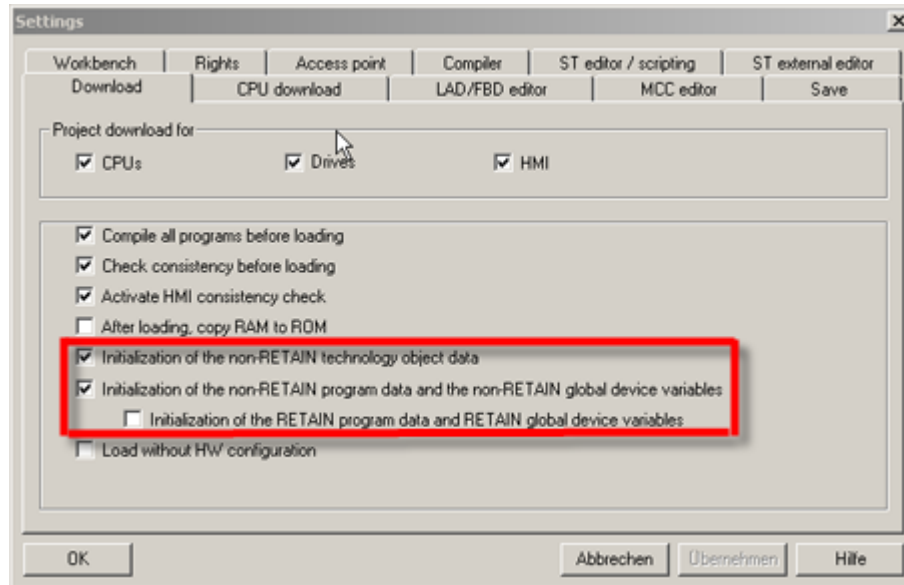 Settings
Workbench Rights Access point Compiler ST editor / scripting ST external editor
Download CPU download LAD/FBD editor MCC editor Save
Project download for
CPUs Drives HMI
Compile all programs before loading
Check consistency before loading
Activate HMI consistency check
After loading, copy RAM to ROM
Initialization of the non-RETAIN technology object data
Initialization of the non-RETAIN program data and the non-RETAIN global device variables
Initialization of the RETAIN program data and RETAIN global device variables
Load without HW configuration
OK Abbrechen Übernehmen Hilfe